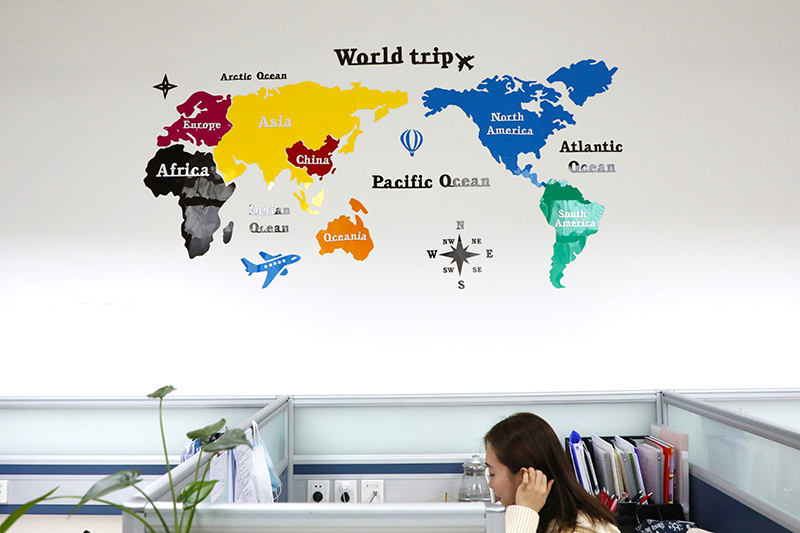 World trip
Arctic Ocean
Europe
Asia
North
America
China
Africa
Atlantic
Ocean
Pacific Ocean
Indian
Ocean
South
America
Oceania
N
NW NE
W E
SW SE
S